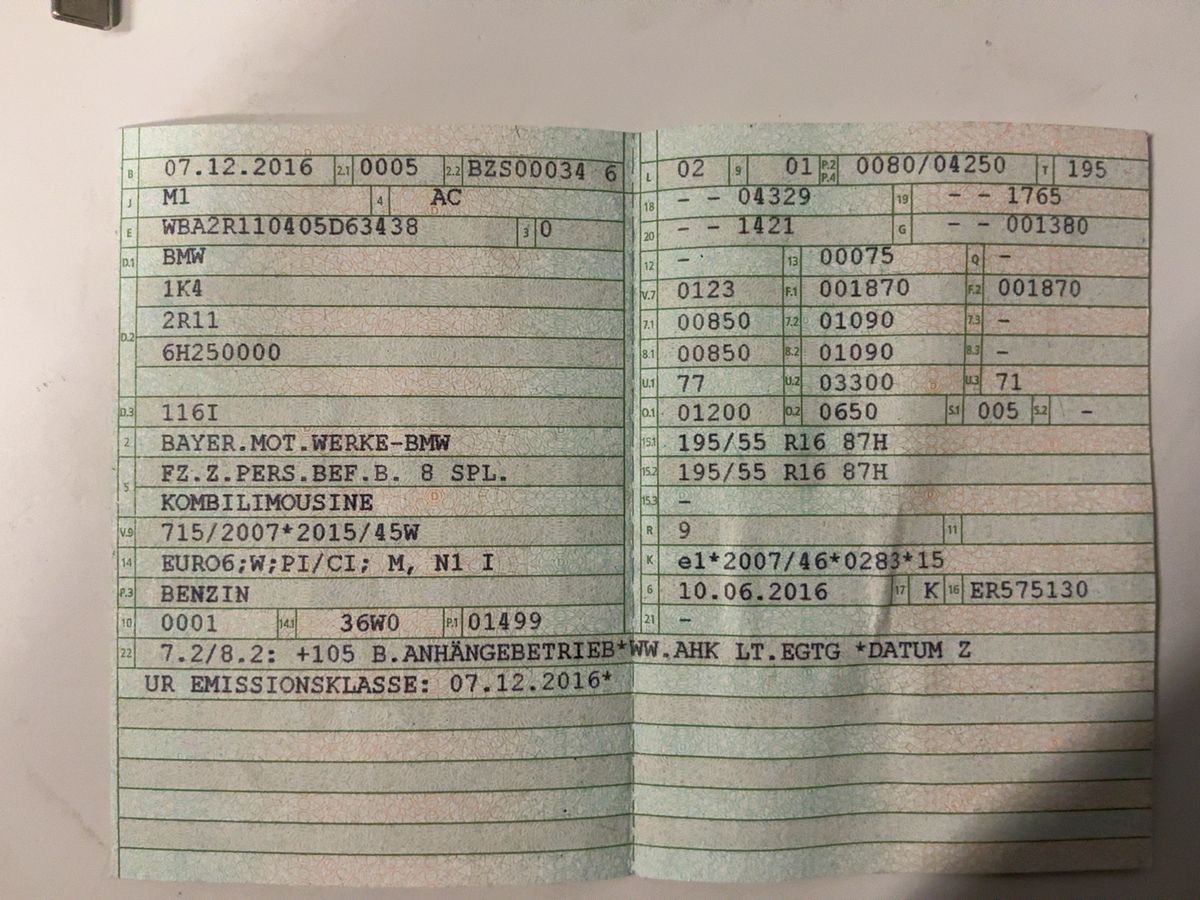 B 07.12.2016 2.1 0005 2.2 BZS00034 6
J M1 4 AC
E WBA2R110405D63438 3 0
D.1 BMW
1K4
D.2 2R11
6H250000
D.3 116I
2 BAYER.MOT.WERKE-BMW
5 FZ.Z.PERS.BEF.B. 8 SPL.
KOMBILIMOUSINE
V.9 715/2007*2015/45W
14 EURO6;W;PI/CI; M, N1 I
P.3 BENZIN
10 0001 14.1 36W0 P.1 01499
L 02 9 01 P.2 P.4 0080/04250 T 195
18 - - 04329 19 - - 1765
20 - - 1421 G - - 001380
12 - 13 00075 Q -
V.7 0123 F.1 001870 F.2 001870
7.1 00850 7.2 01090 7.3 -
8.1 00850 8.2 01090 8.3 -
U.1 77 U.2 03300 U.3 71
O.1 01200 O.2 0650 S.1 005 S.2 -
15.1 195/55 R16 87H
15.2 195/55 R16 87H
15.3 -
R 9 11
K e1*2007/46*0283*15
6 10.06.2016 17 K 16 ER575130
21 -
22 7.2/8.2: +105 B.ANHÄNGEBETRIEB*WW.AHK LT.EGTG *DATUM Z
UR EMISSIONSKLASSE: 07.12.2016*